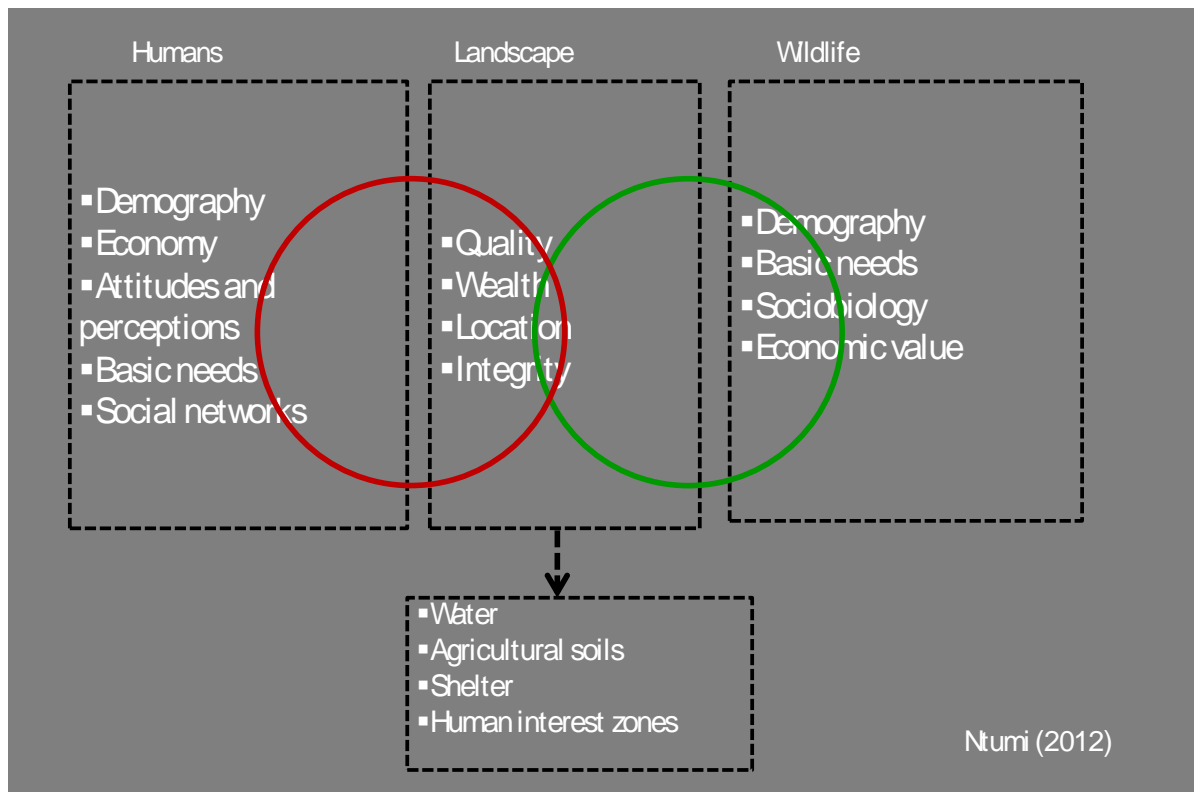 Humans
Landscape
Wildlife
▪Demography
▪Economy
▪Attitudes and
perceptions
▪Basic needs
▪Social networks
▪Quality
▪Wealth
▪Location
▪Integrity
▪Demography
▪Basic needs
▪Sociobiology
▪Economic value
▪Water
▪Agricultural soils
▪Shelter
▪Human interest zones
Ntumi (2012)